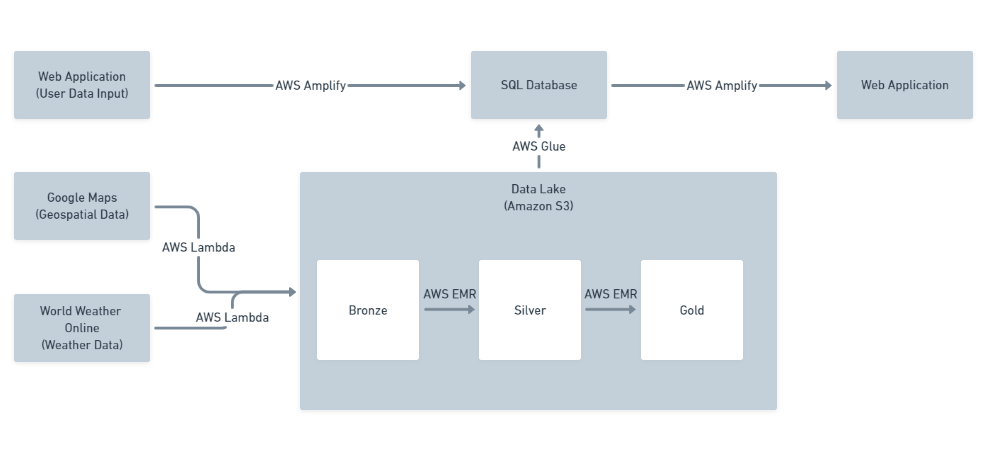 Web Application
(User Data Input)
AWS Amplify
SQL Database
AWS Amplify
Web Application
AWS Glue
Google Maps
(Geospatial Data)
AWS Lambda
World Weather
Online
(Weather Data)
AWS Lambda
Data Lake
(Amazon S3)
Bronze
AWS EMR
Silver
AWS EMR
Gold